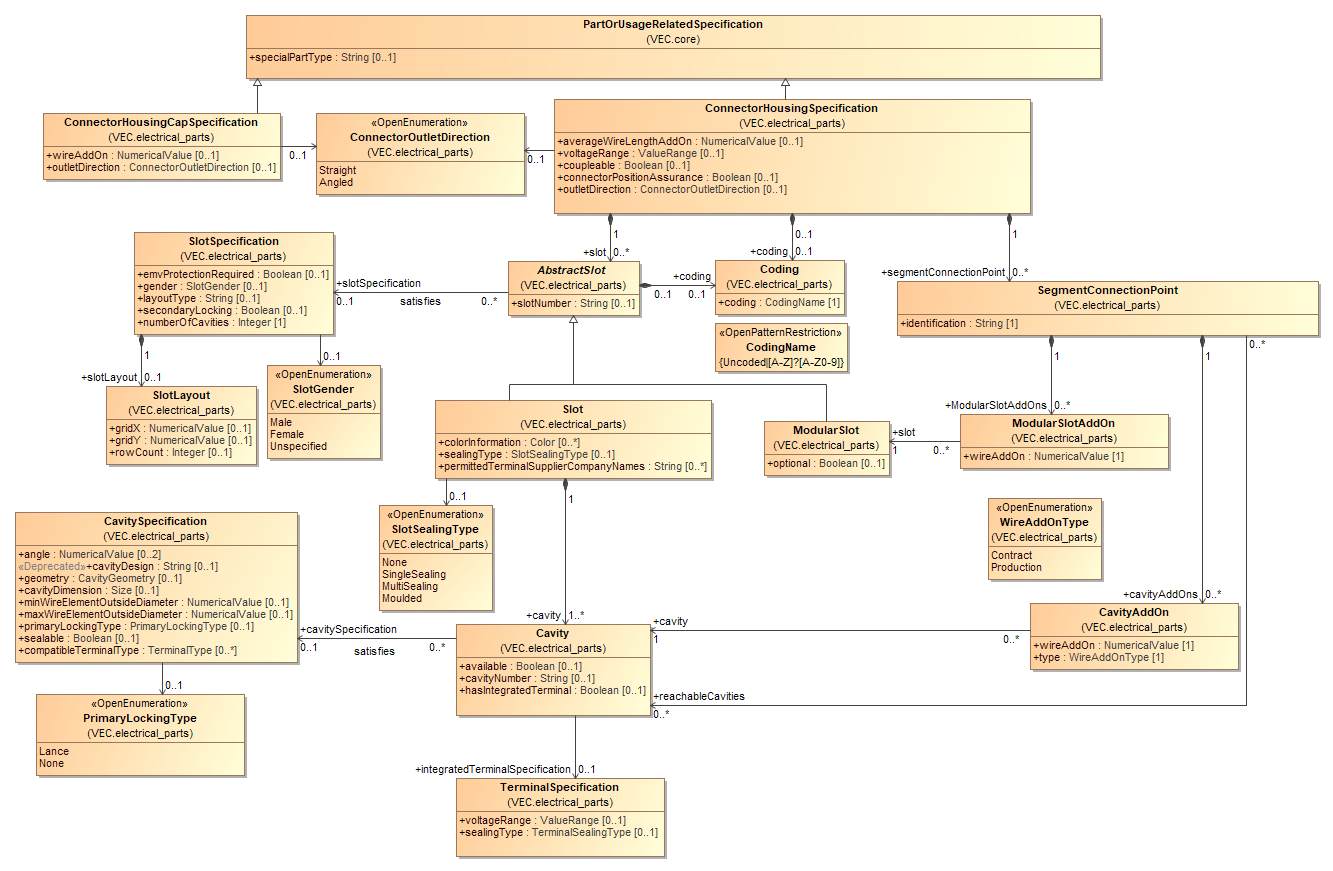 PartOrUsageRelatedSpecification
(VEC.core)
+specialPartType : String [0..1]
ConnectorHousingCapSpecification
(VEC.electrical_parts)
+wireAddOn : NumericalValue [0..1]
+outletDirection : ConnectorOutletDirection [0..1]
0..1
«OpenEnumeration»
ConnectorOutletDirection
(VEC.electrical_parts)
Straight
Angled
0..1
ConnectorHousingSpecification
(VEC.electrical_parts)
+averageWireLengthAddOn : NumericalValue [0..1]
+voltageRange : ValueRange [0..1]
+coupleable : Boolean [0..1]
+connectorPositionAssurance : Boolean [0..1]
+outletDirection : ConnectorOutletDirection [0..1]
1
+slot 0..*
0..1
+coding 0..1
1
+segmentConnectionPoint 0..*
SlotSpecification
(VEC.electrical_parts)
+emvProtectionRequired : Boolean [0..1]
+gender : SlotGender [0..1]
+layoutType : String [0..1]
+secondaryLocking : Boolean [0..1]
+numberOfCavities : Integer [1]
+slotSpecification
0..1
satisfies
0..*
AbstractSlot
(VEC.electrical_parts)
+slotNumber : String [0..1]
+coding
0..1
0..1
Coding
(VEC.electrical_parts)
+coding : CodingName [1]
«OpenPatternRestriction»
CodingName
{Uncoded|[A-Z]?[A-Z0-9]}
SegmentConnectionPoint
(VEC.electrical_parts)
+identification : String [1]
1
+slotLayout 0..1
0..1
SlotLayout
(VEC.electrical_parts)
+gridX : NumericalValue [0..1]
+gridY : NumericalValue [0..1]
+rowCount : Integer [0..1]
«OpenEnumeration»
SlotGender
(VEC.electrical_parts)
Male
Female
Unspecified
1
+ModularSlotAddOns 0..*
1
0..*
Slot
(VEC.electrical_parts)
+colorInformation : Color [0..*]
+sealingType : SlotSealingType [0..1]
+permittedTerminalSupplierCompanyNames : String [0..*]
ModularSlot
(VEC.electrical_parts)
+optional : Boolean [0..1]
+slot
1
0..*
ModularSlotAddOn
(VEC.electrical_parts)
+wireAddOn : NumericalValue [1]
0..1
1
«OpenEnumeration»
SlotSealingType
(VEC.electrical_parts)
None
SingleSealing
MultiSealing
Moulded
«OpenEnumeration»
WireAddOnType
(VEC.electrical_parts)
Contract
Production
CavitySpecification
(VEC.electrical_parts)
+angle : NumericalValue [0..2]
«Deprecated»+cavityDesign : String [0..1]
+geometry : CavityGeometry [0..1]
+cavityDimension : Size [0..1]
+minWireElementOutsideDiameter : NumericalValue [0..1]
+maxWireElementOutsideDiameter : NumericalValue [0..1]
+primaryLockingType : PrimaryLockingType [0..1]
+sealable : Boolean [0..1]
+compatibleTerminalType : TerminalType [0..*]
+cavitySpecification
0..1
satisfies
0..*
+cavity 1..*
Cavity
(VEC.electrical_parts)
+available : Boolean [0..1]
+cavityNumber : String [0..1]
+hasIntegratedTerminal : Boolean [0..1]
+cavity
1
0..*
+cavityAddOns 0..*
CavityAddOn
(VEC.electrical_parts)
+wireAddOn : NumericalValue [1]
+type : WireAddOnType [1]
+reachableCavities
0..*
0..1
«OpenEnumeration»
PrimaryLockingType
(VEC.electrical_parts)
Lance
None
+integratedTerminalSpecification 0..1
TerminalSpecification
(VEC.electrical_parts)
+voltageRange : ValueRange [0..1]
+sealingType : TerminalSealingType [0..1]